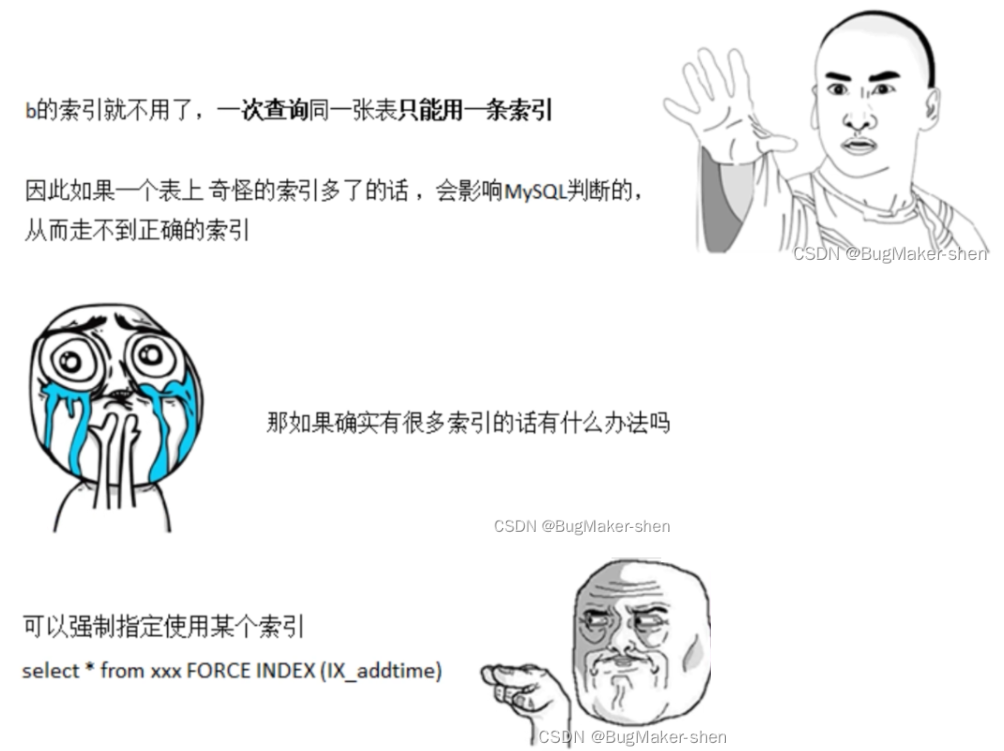 b的索引就不用了，一次查询同一张表只能用一条索引
因此如果一个表上 奇怪的索引多了的话，会影响MySQL判断的，
从而走不到正确的索引
CSDN @BugMaker-shen
那如果确实有很多索引的话有什么办法吗
CSDN @BugMaker-shen
可以强制指定使用某个索引
select * from xxx FORCE INDEX (IX_addtime)
CSDN @BugMaker-shen